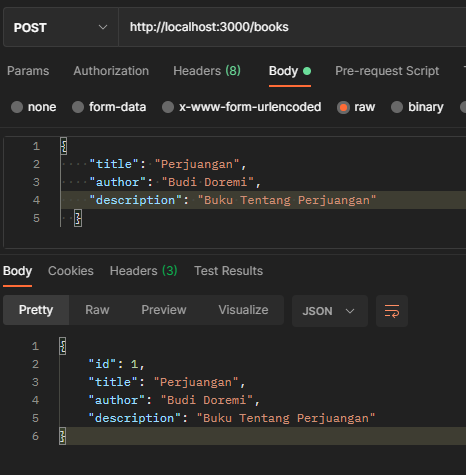 POST http://localhost:3000/books
Params Authorization Headers (8) Body Pre-request Script
none form-data x-www-form-urlencoded raw binary
1 {
2 "title": "Perjuangan",
3 "author": "Budi Doremi",
4 "description": "Buku Tentang Perjuangan"
5 }
Body Cookies Headers (3) Test Results
Pretty Raw Preview Visualize JSON
1 {
2 "id": 1,
3 "title": "Perjuangan",
4 "author": "Budi Doremi",
5 "description": "Buku Tentang Perjuangan"
6 }